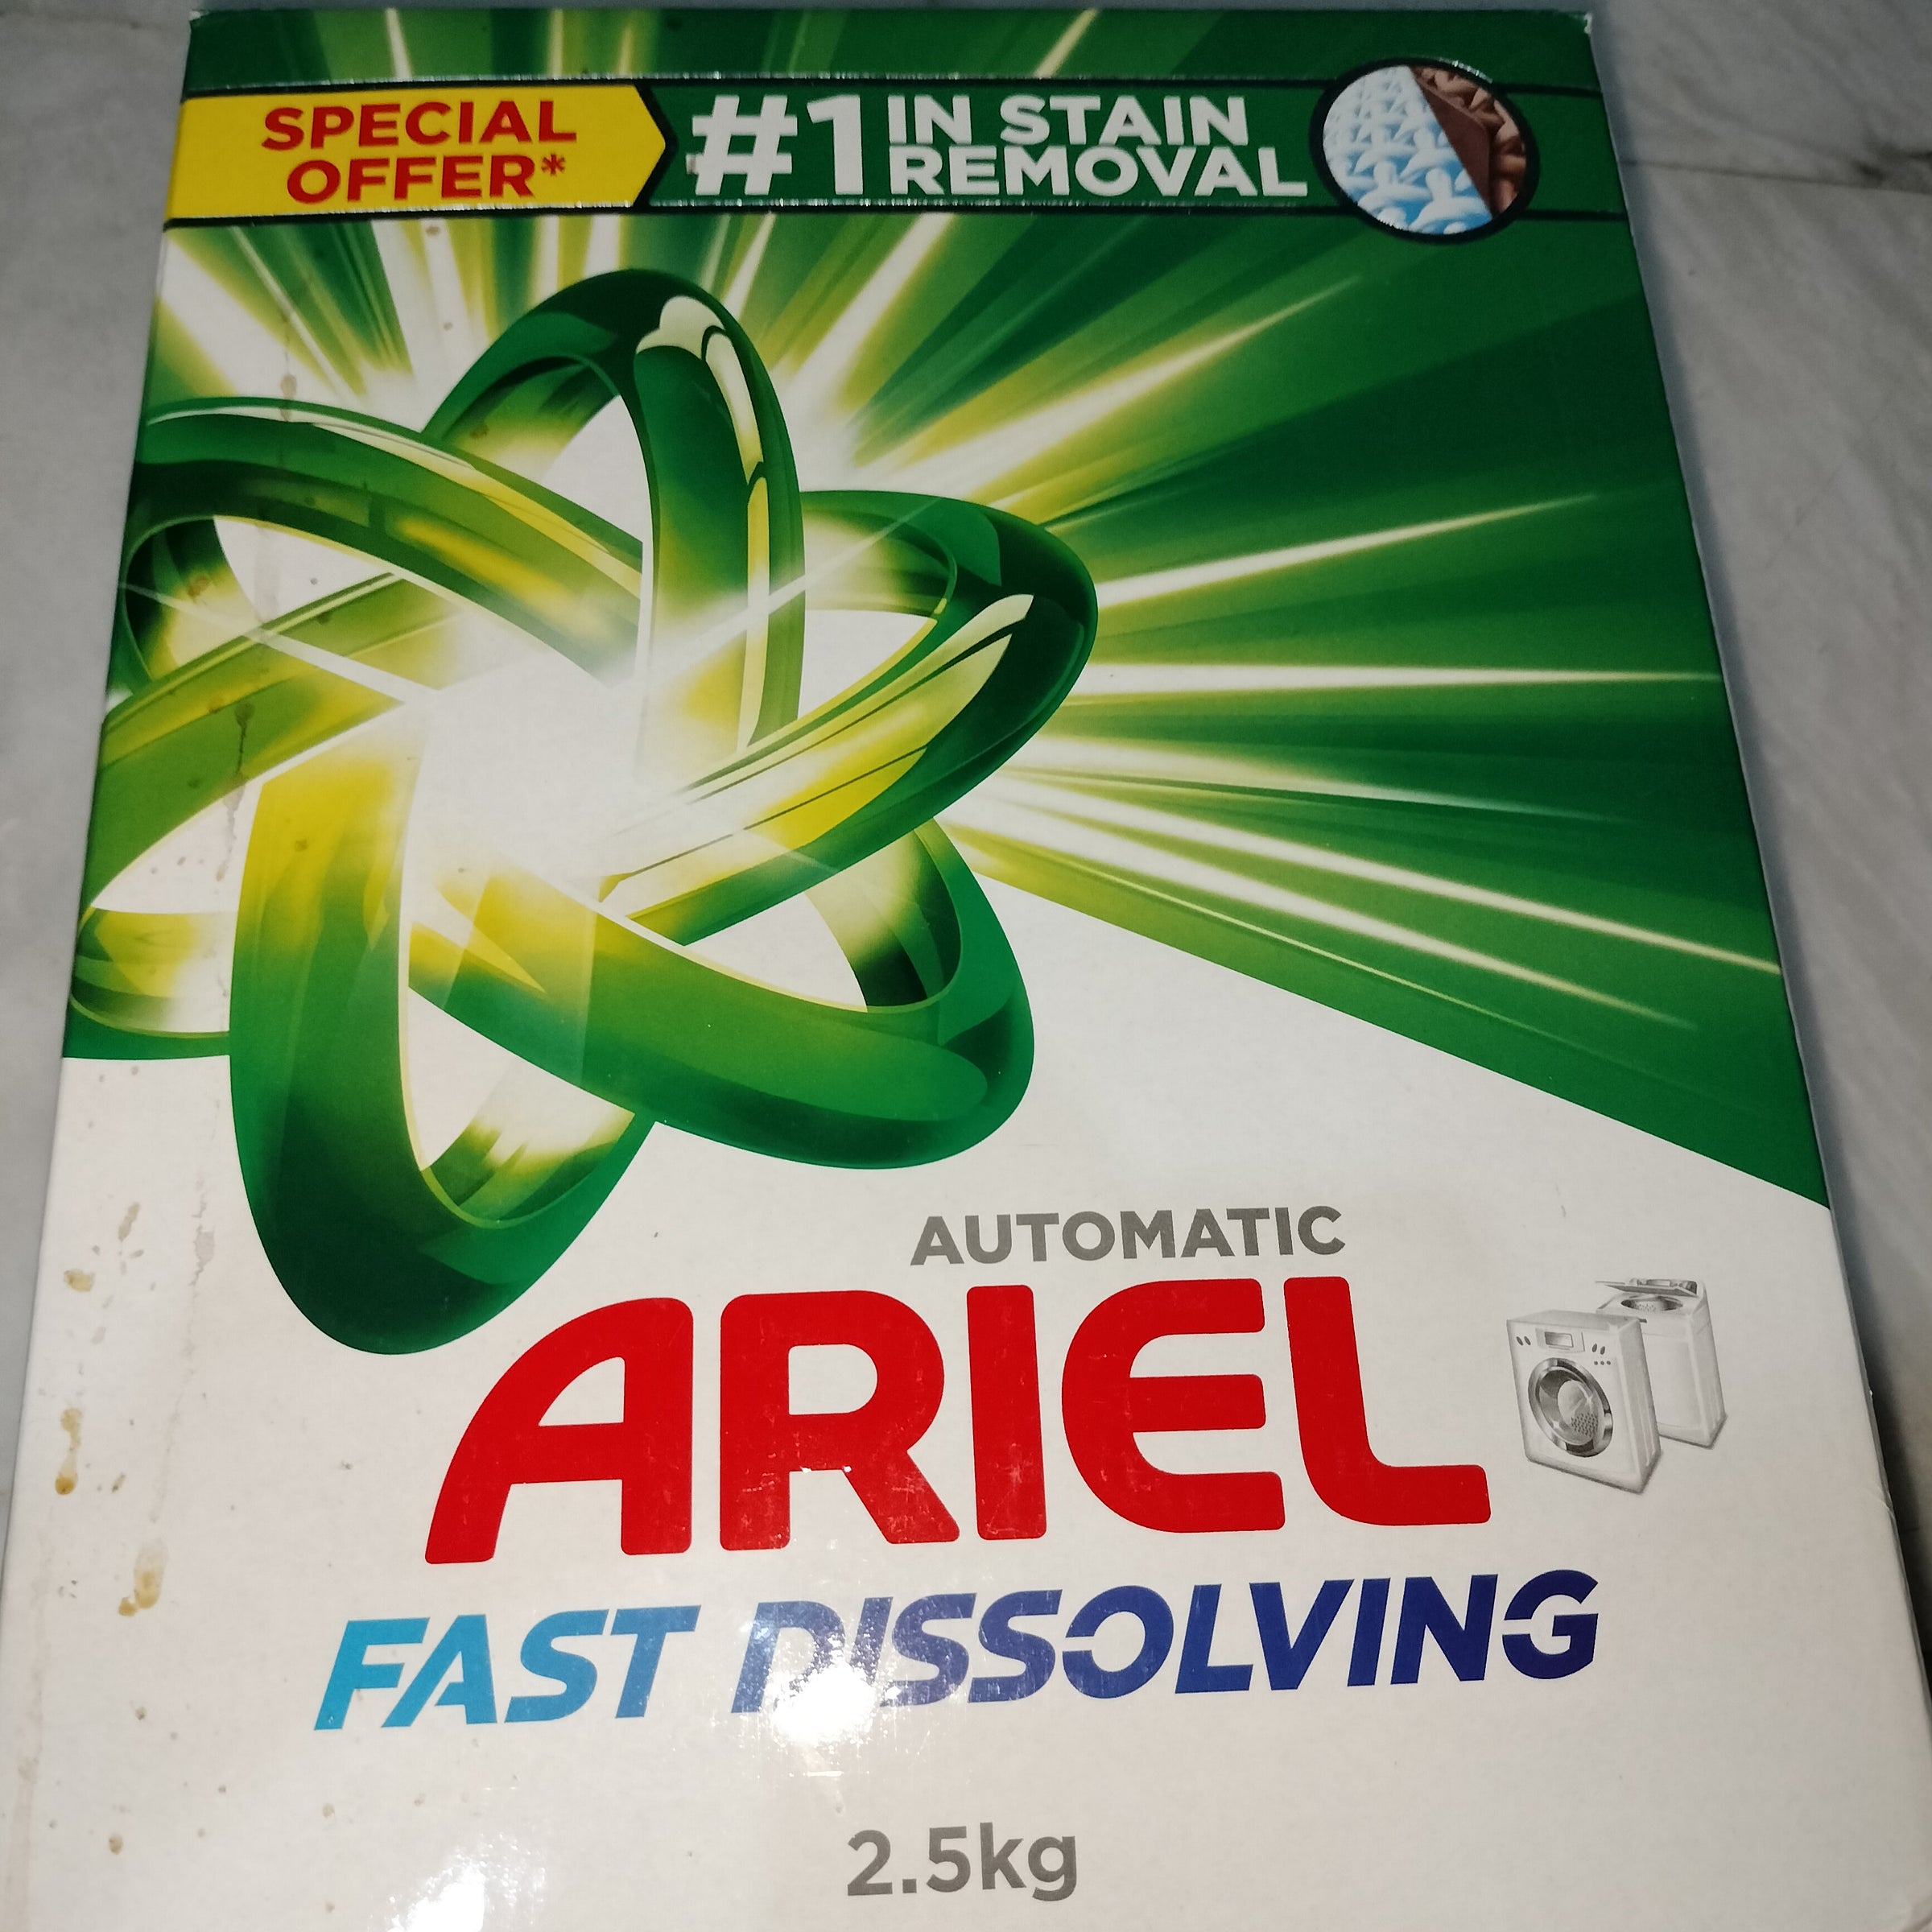 SPECIAL
OFFER*
#1 IN STAIN
REMOVAL
AUTOMATIC
ARIEL
FAST DISSOLVING
2.5kg